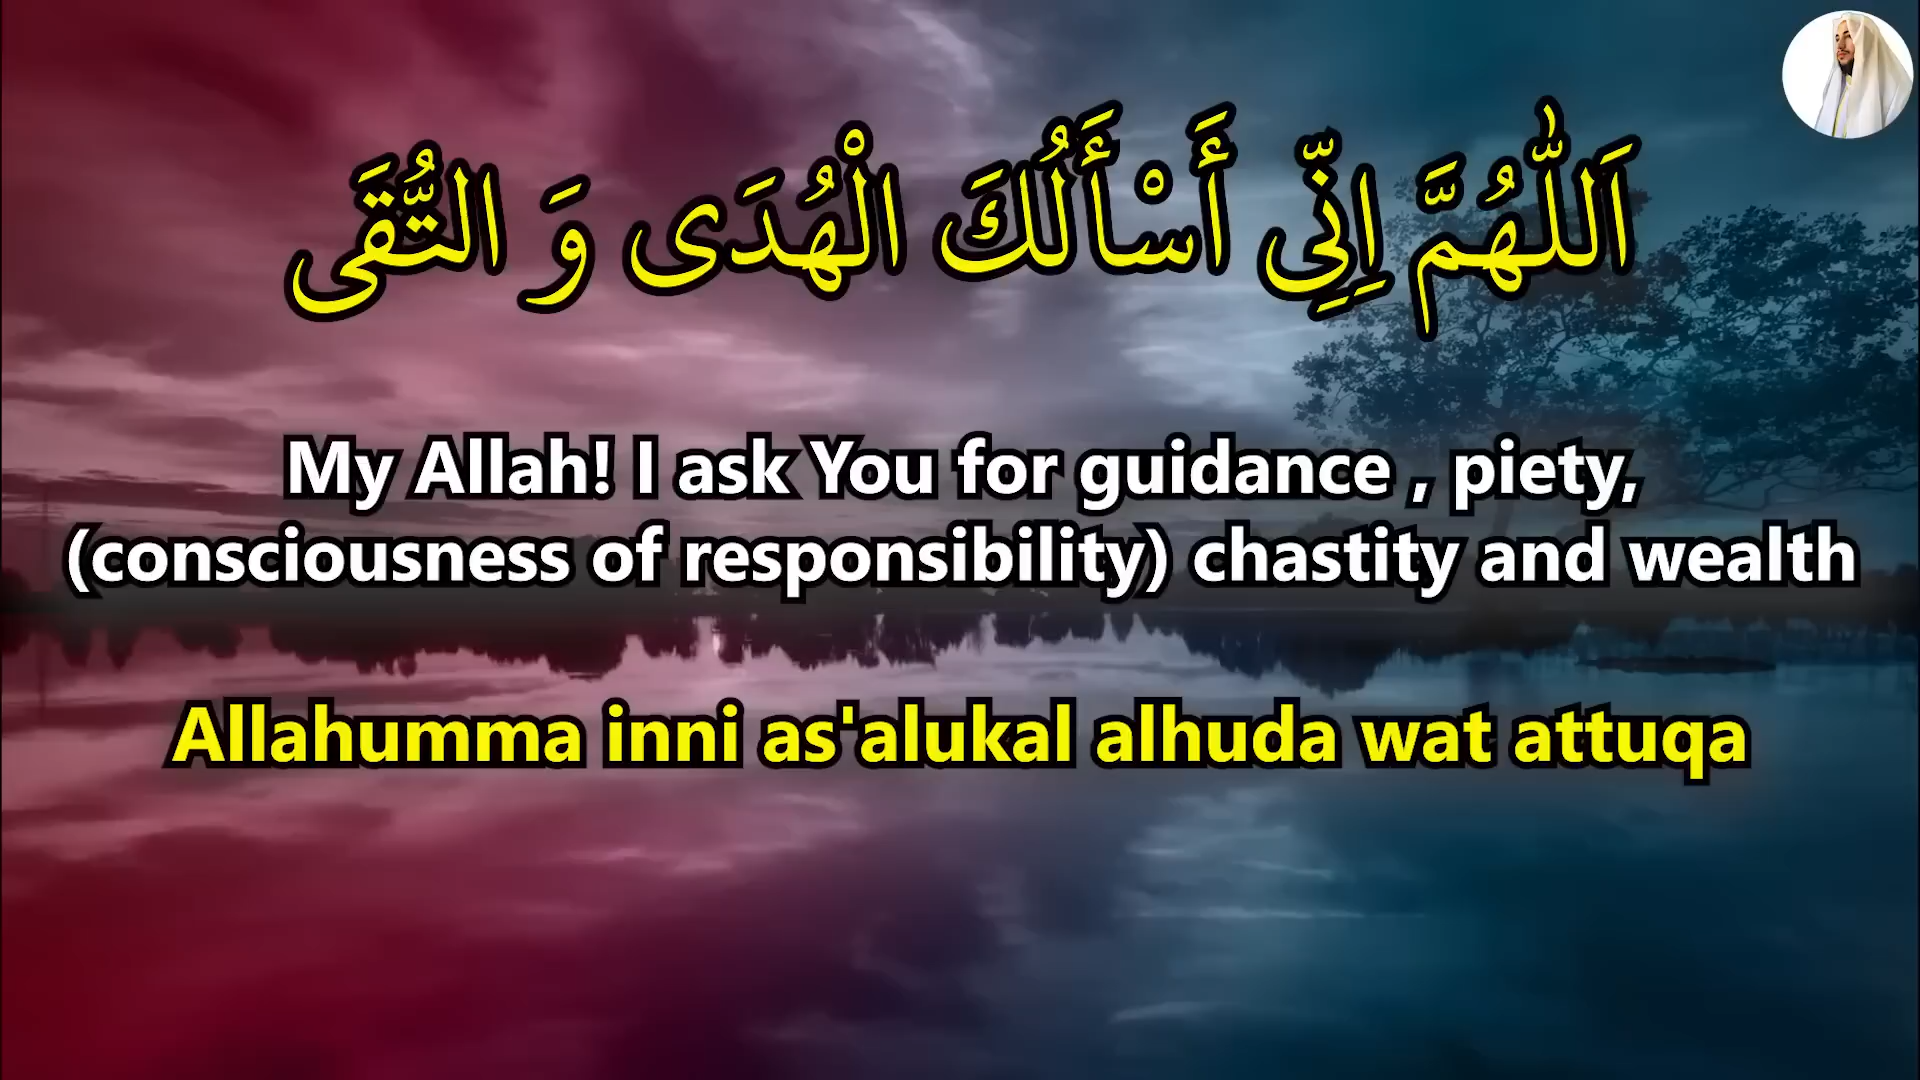 اَللّٰهُمَّ اِنِّي أَسْأَلُكَ الْهُدَى وَ التُّقَى
My Allah! I ask You for guidance , piety,
(consciousness of responsibility) chastity and wealth
Allahumma inni as'alukal alhuda wat attuqa